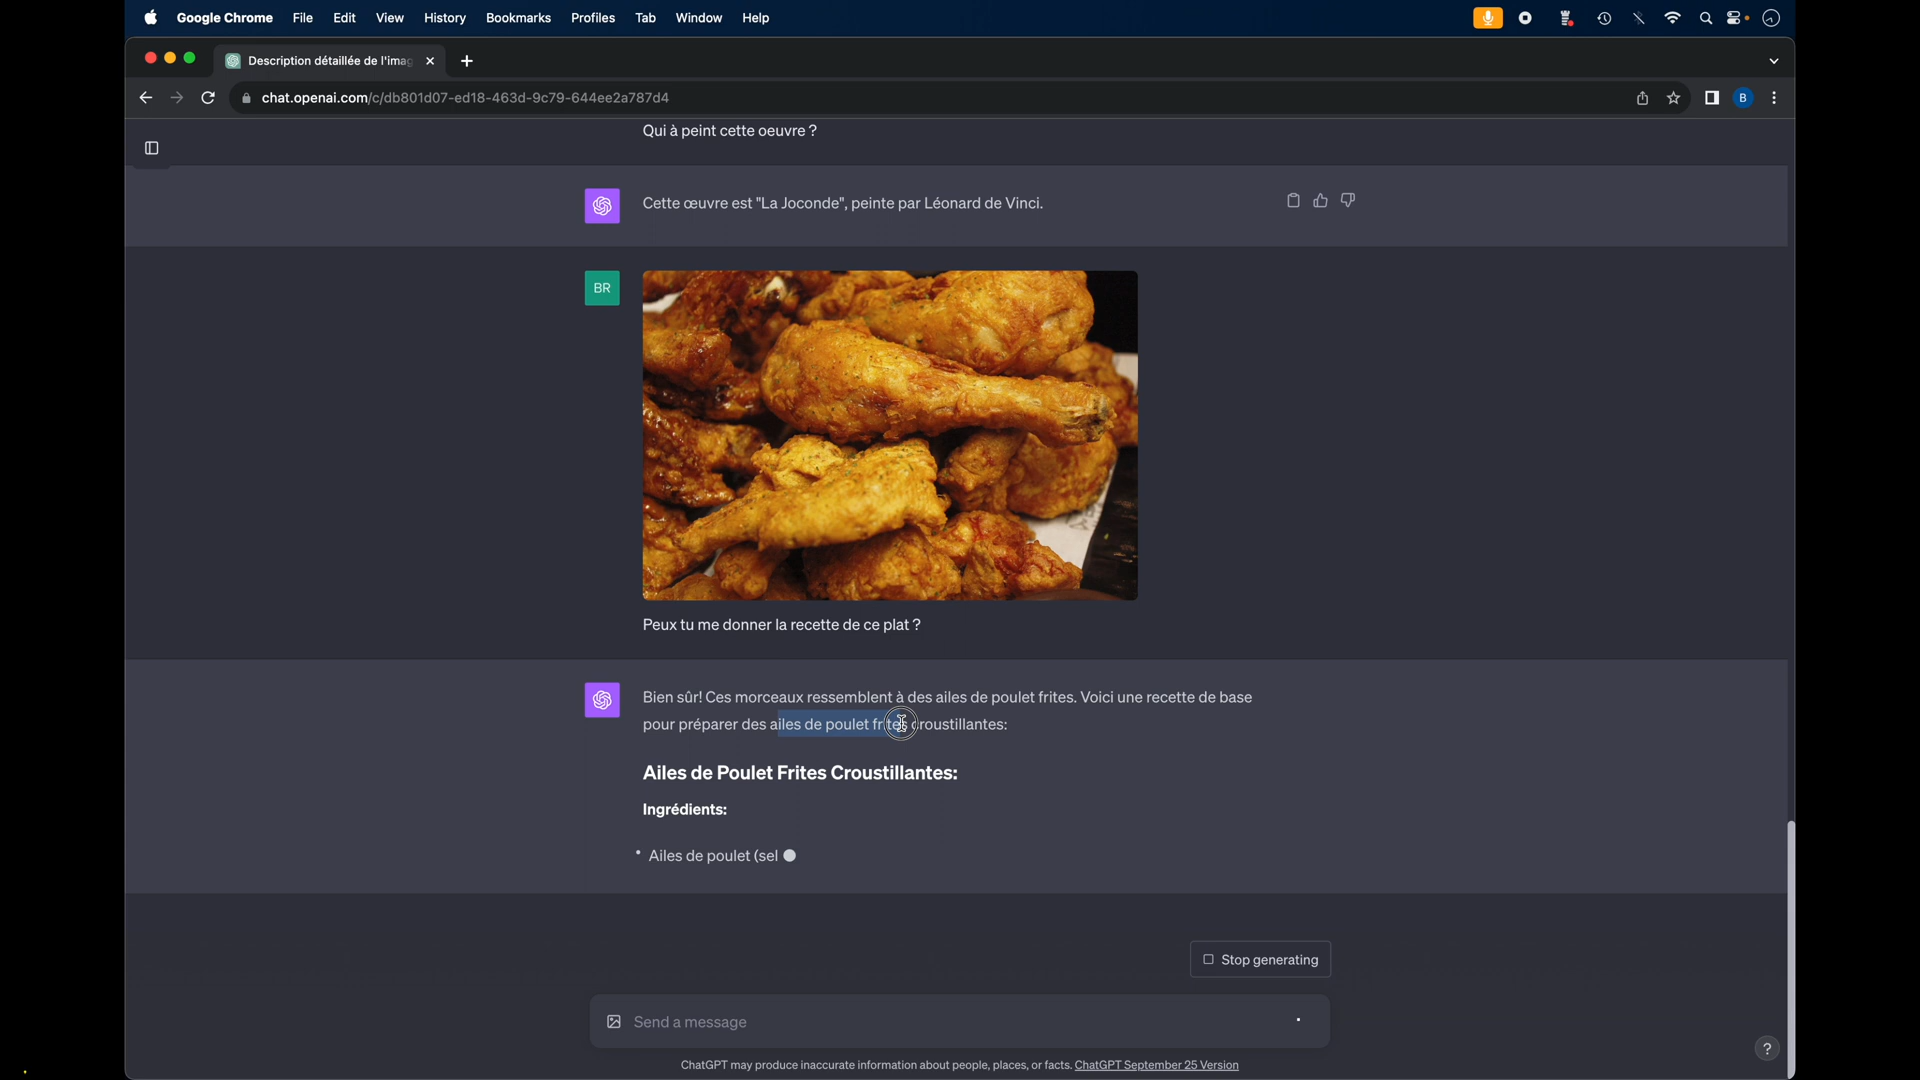 Google Chrome File Edit View History Bookmarks Profiles Tab Window Help
Description détaillée de l'imag
chat.openai.com/c/db801d07-ed18-463d-9c79-644ee2a787d4
B
Qui à peint cette oeuvre ?
Cette œuvre est "La Joconde", peinte par Léonard de Vinci.
BR
Peux tu me donner la recette de ce plat ?
Bien sûr! Ces morceaux ressemblent à des ailes de poulet frites. Voici une recette de base
pour préparer des ailes de poulet frites croustillantes:
Ailes de Poulet Frites Croustillantes:
Ingrédients:
• Ailes de poulet (sel
Stop generating
Send a message
?
ChatGPT may produce inaccurate information about people, places, or facts. ChatGPT September 25 Version